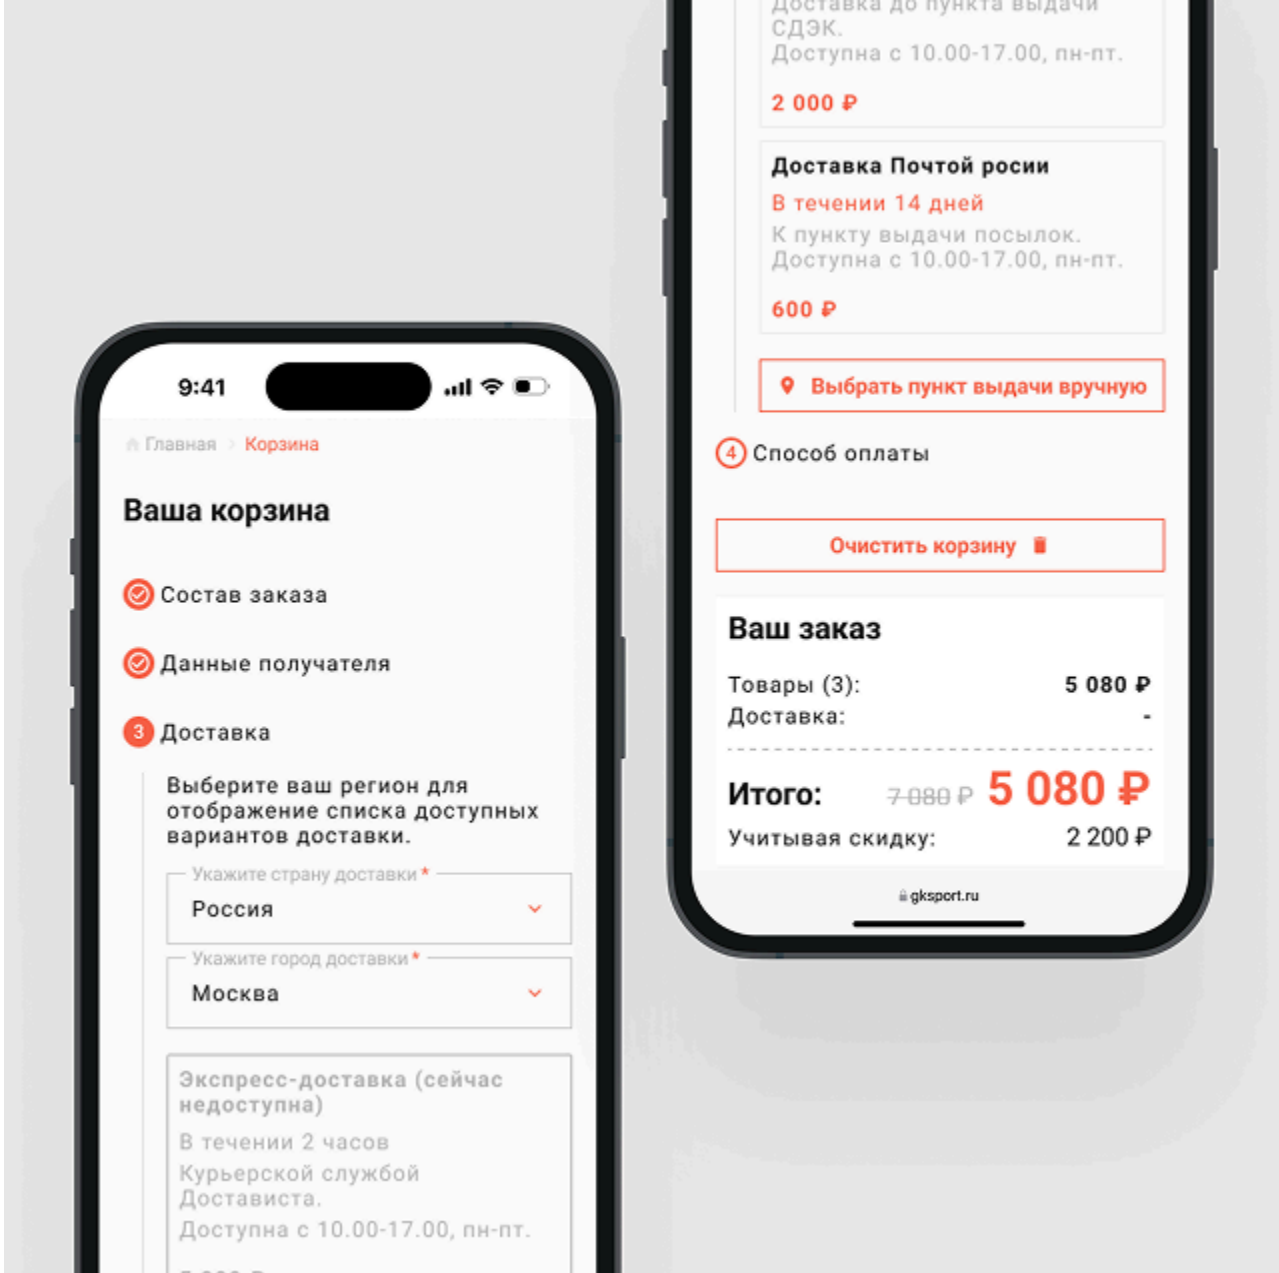 9:41
Главная > Корзина
Ваша корзина
Состав заказа
Данные получателя
3 Доставка
Выберите ваш регион для
отображение списка доступных
вариантов доставки.
Укажите страну доставки *
Россия
Укажите город доставки *
Москва
Экспресс-доставка (сейчас
недоступна)
В течении 2 часов
Курьерской службой
Достависта.
Доступна с 10.00-17.00, пн-пт.
Доставка до пункта выдачи
СДЭК.
Доступна с 10.00-17.00, пн-пт.
2 000 ₽
Доставка Почтой росии
В течении 14 дней
К пункту выдачи посылок.
Доступна с 10.00-17.00, пн-пт.
600 ₽
Выбрать пункт выдачи вручную
4 Способ оплаты
Очистить корзину
Ваш заказ
Товары (3): 5 080 ₽
Доставка: -
Итого: 7 080 ₽ 5 080 ₽
Учитывая скидку: 2 200 ₽
gksport.ru